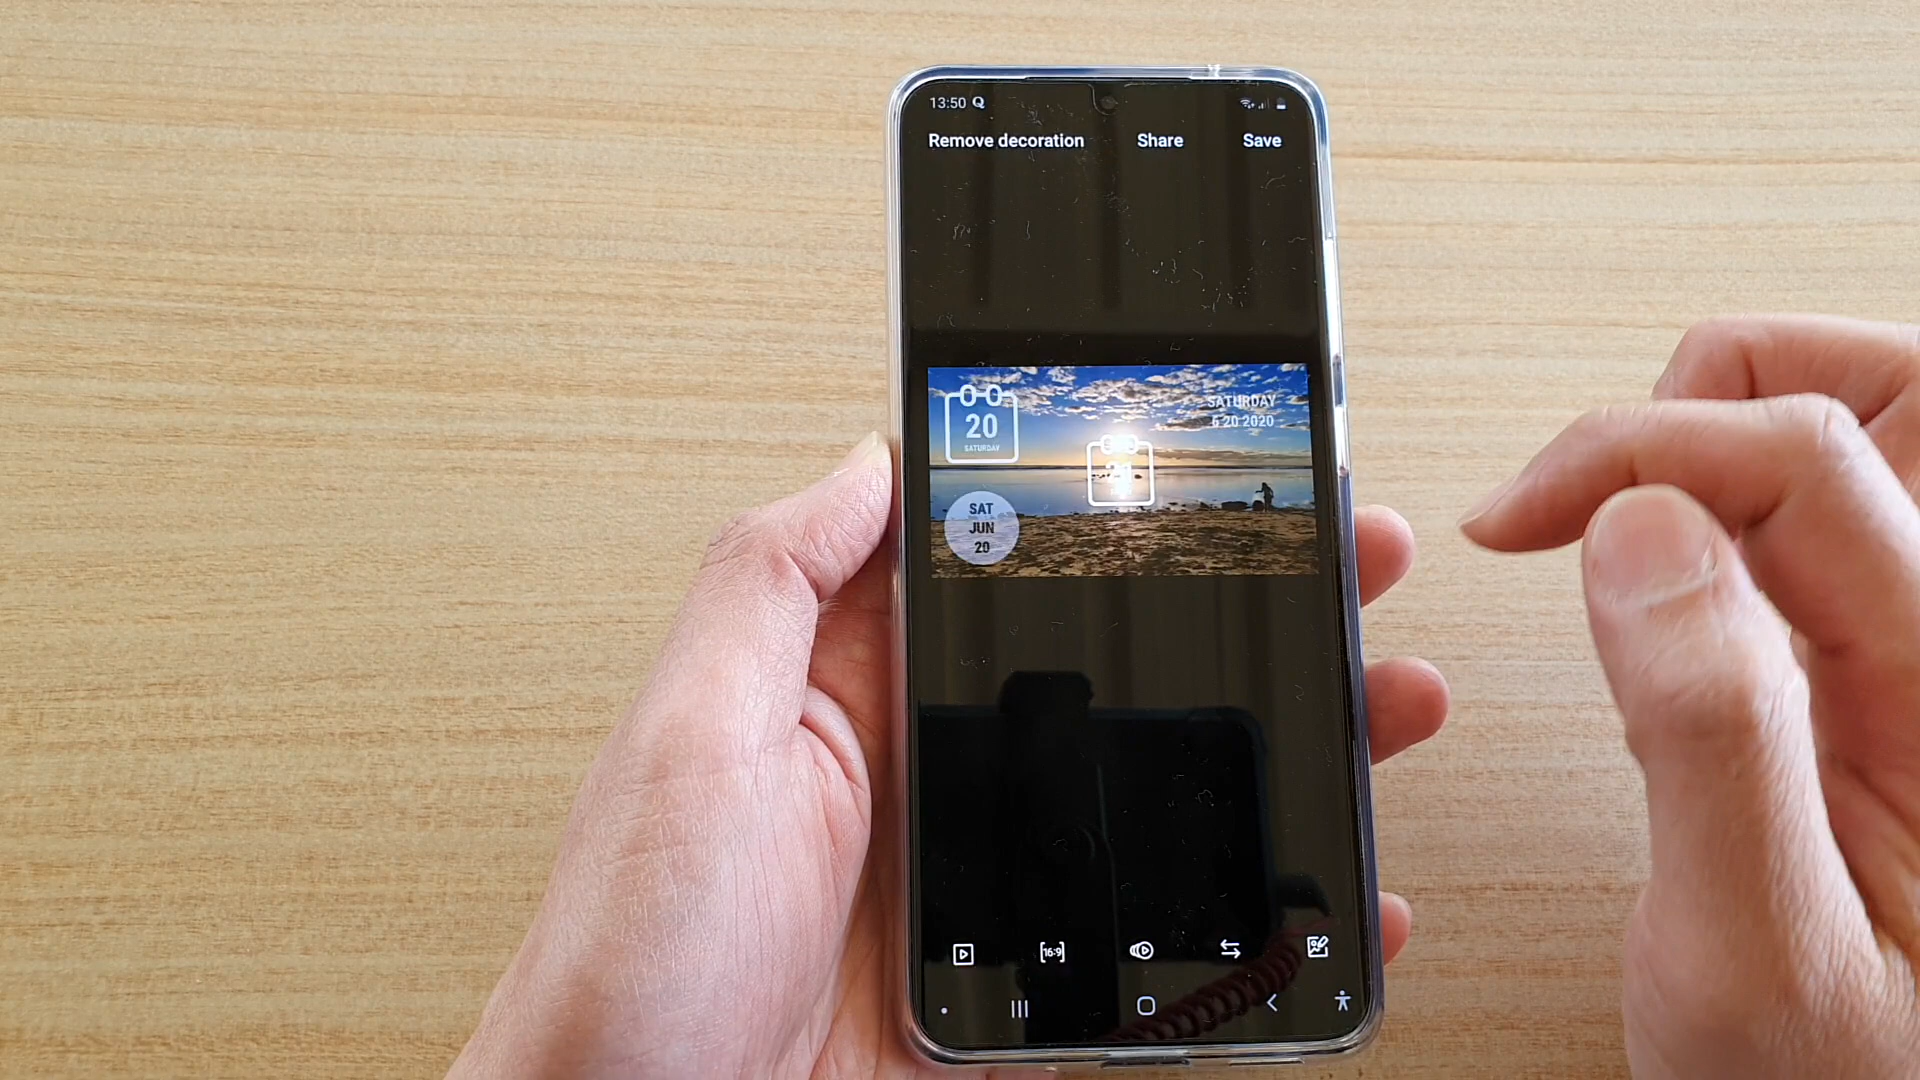 13:50
Remove decoration Share Save
20
SATURDAY
SATURDAY
6 20 2020
SAT
JUN
20
16:9